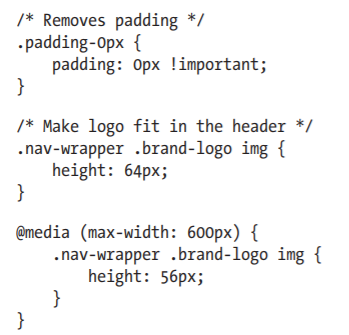 /* Removes padding */
.padding-0px {
    padding: 0px !important;
}

/* Make logo fit in the header */
.nav-wrapper .brand-logo img {
    height: 64px;
}

@media (max-width: 600px) {
    .nav-wrapper .brand-logo img {
        height: 56px;
    }
}